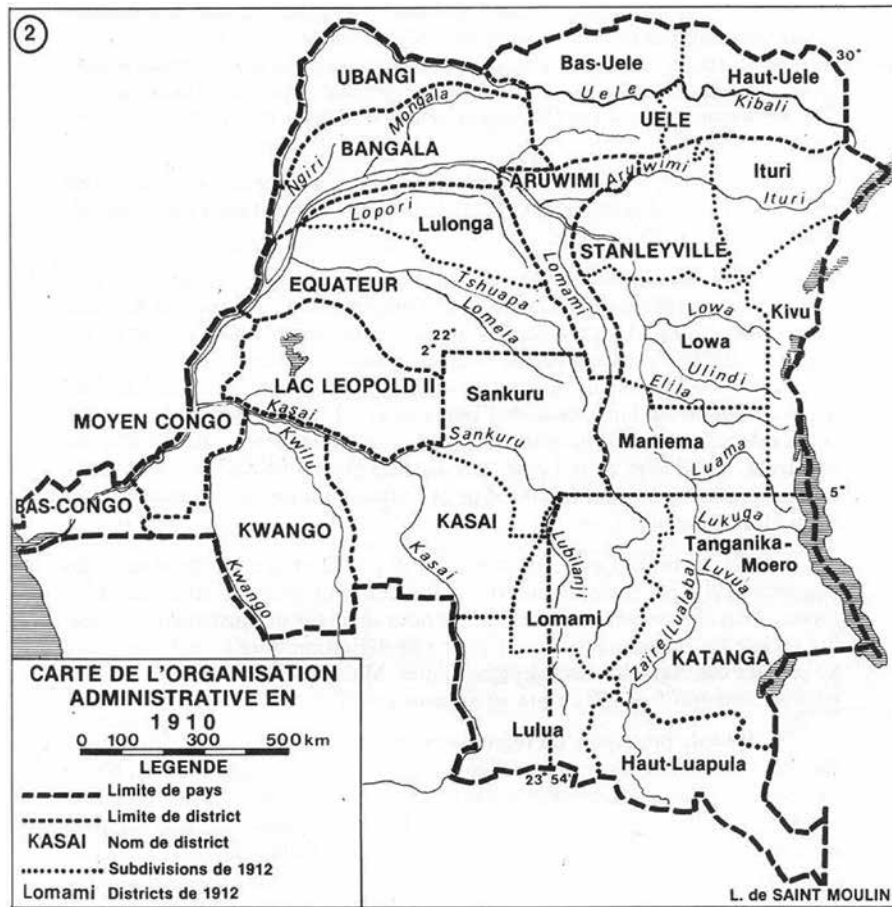 2
30°
Bas-Uele
Haut-Uele
UBANGI
Uele
Kibali
Mongala
UELE
BANGALA
Ngiri
ARUWIMI
Aruwimi
Ituri
Ituri
Lopori
Lulonga
STANLEYVILLE
Lomami
EQUATEUR
Tshuapa
Lomela
Lowa
Kivu
Lowa
22°
2°
Ulindi
LAC LEOPOLD II
Sankuru
Elila
Kasai
MOYEN CONGO
Kwilu
Sankuru
Maniema
Luama
BAS-CONGO
5°
KWANGO
KASAI
Lukuga
Tanganika-
Moero
Kasai
Lubilanji
Luvua
Kwango
Lomami
Zaire/Lualaba
KATANGA
Lulua
Haut-Luapula
23° 54'
CARTE DE L'ORGANISATION
ADMINISTRATIVE EN
1910
0 100 300 500 km
LEGENDE
Limite de pays
Limite de district
KASAI Nom de district
Subdivisions de 1912
Lomami Districts de 1912
L. de SAINT MOULIN